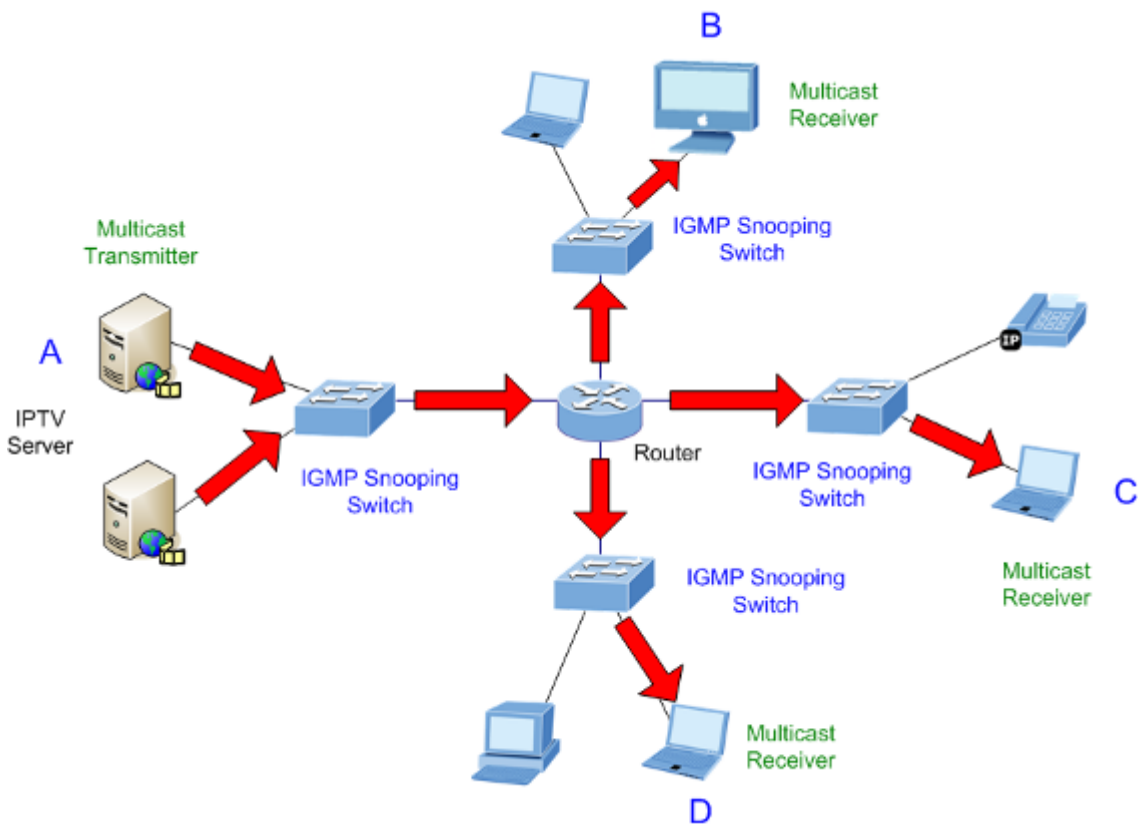 B
Multicast
Receiver
IGMP Snooping
Switch
Multicast
Transmitter
A
IPTV
Server
IGMP Snooping
Switch
Router
IP
IGMP Snooping
Switch
C
Multicast
Receiver
IGMP Snooping
Switch
Multicast
Receiver
D